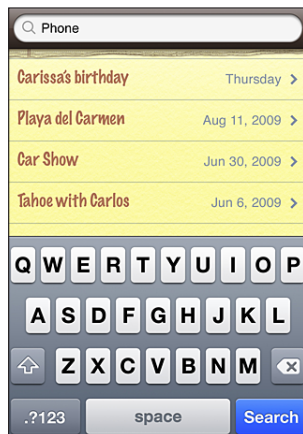 Phone
Carissa's birthday Thursday
Playa del Carmen Aug 11, 2009
Car Show Jun 30, 2009
Tahoe with Carlos Jun 6, 2009
Q W E R T Y U I O P
A S D F G H J K L
Z X C V B N M
.?123 space Search